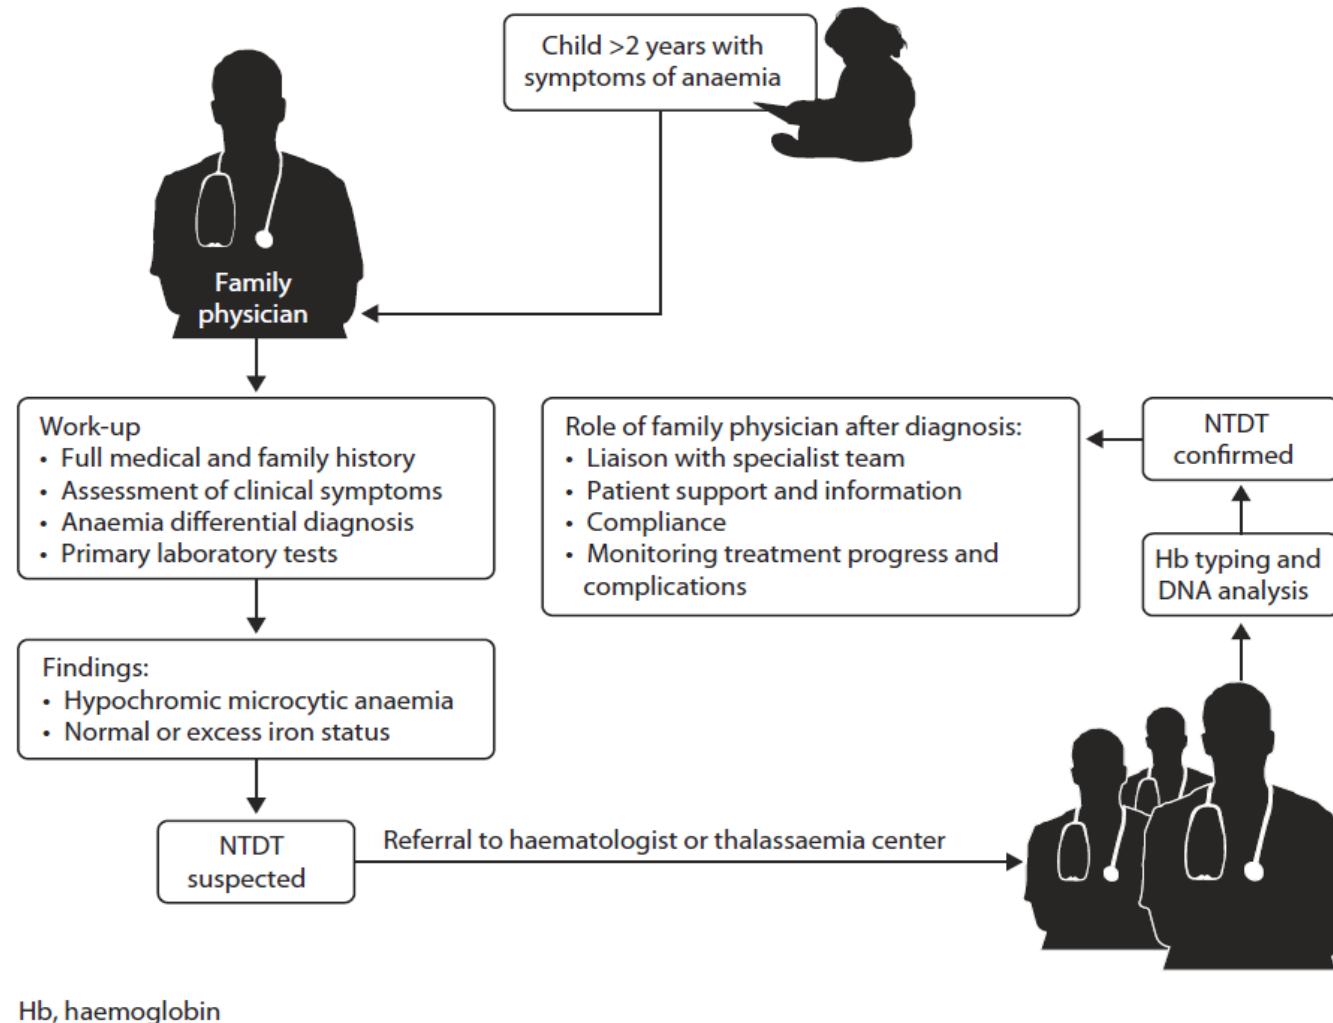 Child >2 years with
symptoms of anaemia
Family
physician
Work-up
• Full medical and family history
• Assessment of clinical symptoms
• Anaemia differential diagnosis
• Primary laboratory tests
Findings:
• Hypochromic microcytic anaemia
• Normal or excess iron status
NTDT
suspected
Referral to haematologist or thalassaemia center
Hb typing and
DNA analysis
NTDT
confirmed
Role of family physician after diagnosis:
• Liaison with specialist team
• Patient support and information
• Compliance
• Monitoring treatment progress and
complications
Hb, haemoglobin